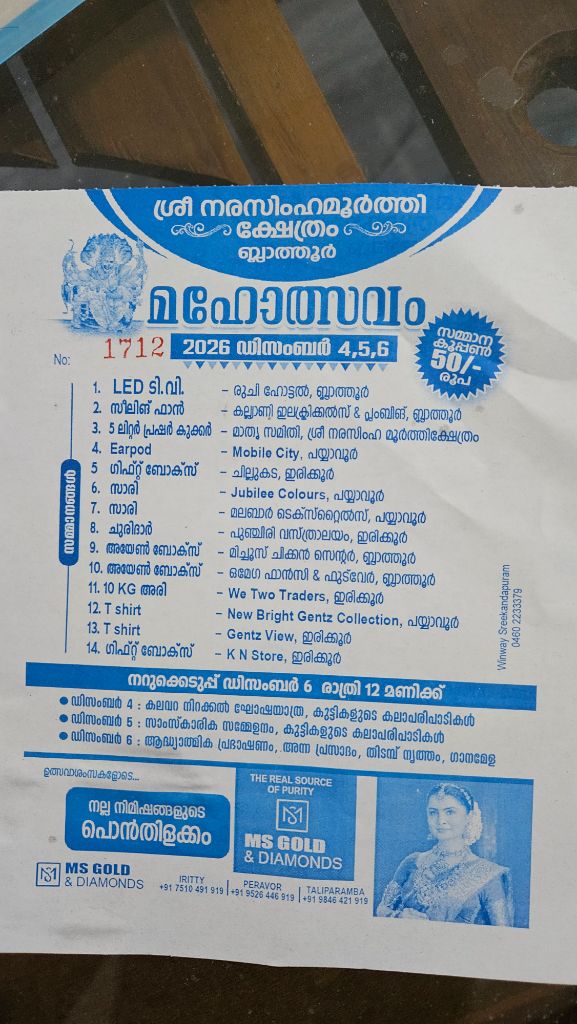 ശ്രീ നരസിംഹമൂർത്തി
ക്ഷേത്രം
ബ്ലാത്തൂർ
മഹോത്സവം
No: 1712
2026 ഡിസംബർ 4,5,6
സമ്മാന
കൂപ്പൺ
50/-
രൂപ
സമ്മാനങ്ങൾ
1. LED ടി.വി. – രുചി ഹോട്ടൽ, ബ്ലാത്തൂർ
2. സീലിങ് ഫാൻ – കല്ല്യാണി ഇലക്ട്രിക്കൽസ് & പ്ലംബിങ്, ബ്ലാത്തൂർ
3. 5 ലിറ്റർ പ്രഷർ കുക്കർ – മാതൃ സമിതി, ശ്രീ നരസിംഹ മൂർത്തിക്ഷേത്രം
4. Earpod – Mobile City, പയ്യാവൂർ
5 ഗിഫ്റ്റ് ബോക്സ് – ചില്ലുകട, ഇരിക്കൂർ
6. സാരി – Jubilee Colours, പയ്യാവൂർ
7. സാരി – മലബാർ ടെക്സ്റ്റൈൽസ്, പയ്യാവൂർ
8. ചുരിദാർ – പുഞ്ചിരി വസ്ത്രാലയം, ഇരിക്കൂർ
9. അയേൺ ബോക്സ് – മിച്ചൂസ് ചിക്കൻ സെന്റർ, ബ്ലാത്തൂർ
10. അയേൺ ബോക്സ് – ഒമേഗ ഫാൻസി & ഫുട്‌വേർ, ബ്ലാത്തൂർ
11. 10 KG അരി – We Two Traders, ഇരിക്കൂർ
12. T shirt – New Bright Gentz Collection, പയ്യാവൂർ
13. T shirt – Gentz View, ഇരിക്കൂർ
14. ഗിഫ്റ്റ് ബോക്സ് – K N Store, ഇരിക്കൂർ
Winway Sreekandapuram
0460 2233379
നറുക്കെടുപ്പ് ഡിസംബർ 6 രാത്രി 12 മണിക്ക്
● ഡിസംബർ 4 : കലവറ നിറക്കൽ ഘോഷയാത്ര, കുട്ടികളുടെ കലാപരിപാടികൾ
● ഡിസംബർ 5 : സാംസ്കാരിക സമ്മേളനം, കുട്ടികളുടെ കലാപരിപാടികൾ
● ഡിസംബർ 6 : ആദ്ധ്യാത്മിക പ്രഭാഷണം, അന്ന പ്രസാദം, തിടമ്പ് നൃത്തം, ഗാനമേള
ഉത്സവാശംസകളോടെ...
നല്ല നിമിഷങ്ങളുടെ
പൊൻതിളക്കം
THE REAL SOURCE
OF PURITY
MS GOLD
& DIAMONDS
MS GOLD
& DIAMONDS
IRITTY
+91 7510 491 919
PERAVOR
+91 9526 446 919
TALIPARAMBA
+91 9846 421 919